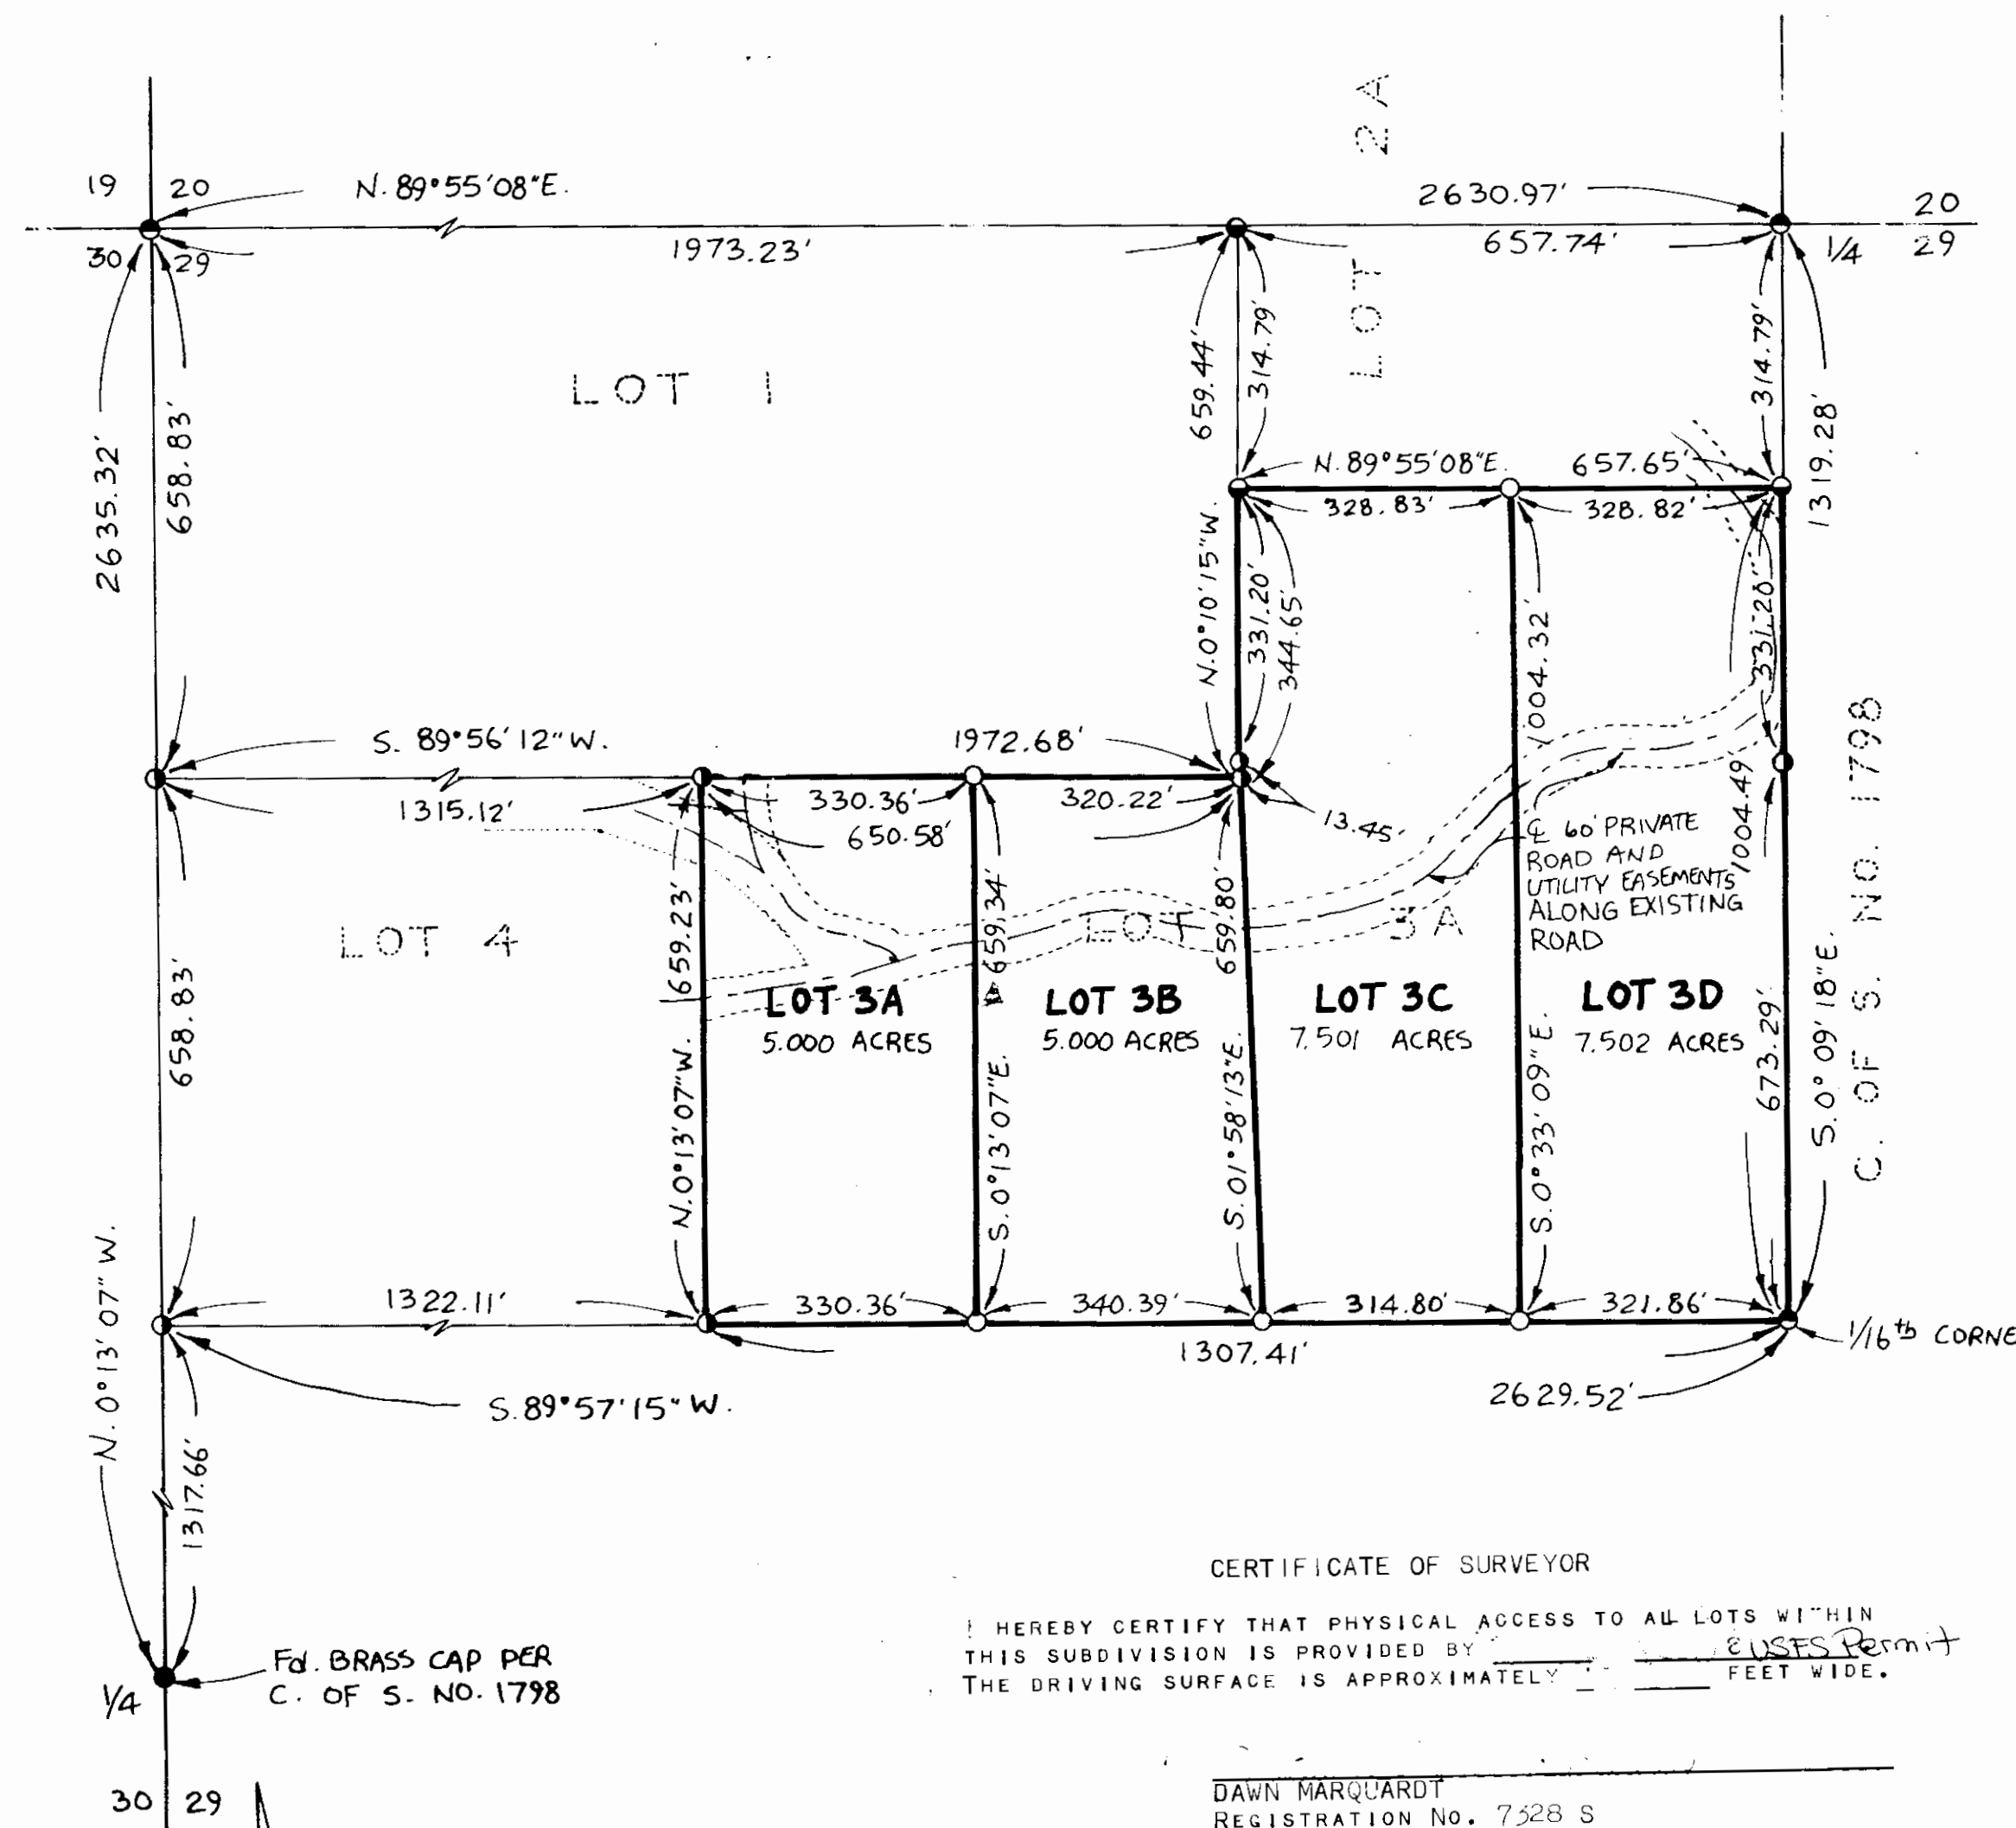 LOT 2A
19
20
N. 89°55'08"E.
2630.97'
20
30
29
1973.23'
657.74'
1/4
29
659.44'
314.79'
314.79'
LOT 1
2635.32'
658.83'
1319.28'
N. 89°55'08"E.
657.65'
328.83'
328.82'
N.0°10'15"W.
331.20'
344.65'
1004.32'
331.20'
S. 89°56'12"W.
1972.68'
1315.12'
330.36'
320.22'
650.58'
13.45'
1004.49'
℄ 60' PRIVATE
ROAD AND
UTILITY EASEMENTS
ALONG EXISTING
ROAD
C. OF S. NO. 1798
LOT 4
LOT 3A
659.23'
659.34'
659.80'
658.83'
LOT 3A
5.000 ACRES
LOT 3B
5.000 ACRES
LOT 3C
7.501 ACRES
LOT 3D
7.502 ACRES
673.29'
S.0°09'18"E.
N.0°13'07"W.
S.0°13'07"E.
S.01°58'13"E.
S.0°33'09"E.
N.0°13'07"W.
1322.11'
330.36'
340.39'
314.80'
321.86'
1307.41'
1/16th CORNE
2629.52'
S.89°57'15"W.
1317.66'
Fd. BRASS CAP PER
C. OF S. NO. 1798
1/4
30
29
CERTIFICATE OF SURVEYOR
I HEREBY CERTIFY THAT PHYSICAL ACCESS TO ALL LOTS WITHIN
THIS SUBDIVISION IS PROVIDED BY & USFS Permit
THE DRIVING SURFACE IS APPROXIMATELY FEET WIDE.
DAWN MARQUARDT
REGISTRATION NO. 7328 S